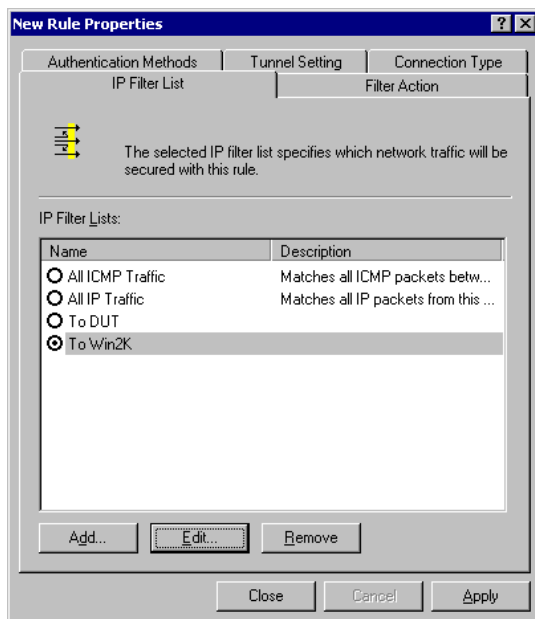 New Rule Properties
Authentication Methods Tunnel Setting Connection Type
IP Filter List Filter Action
The selected IP filter list specifies which network traffic will be
secured with this rule.
IP Filter Lists:
Name Description
All ICMP Traffic Matches all ICMP packets betw...
All IP Traffic Matches all IP packets from this ...
To DUT
To Win2K
Add... Edit... Remove
Close Cancel Apply